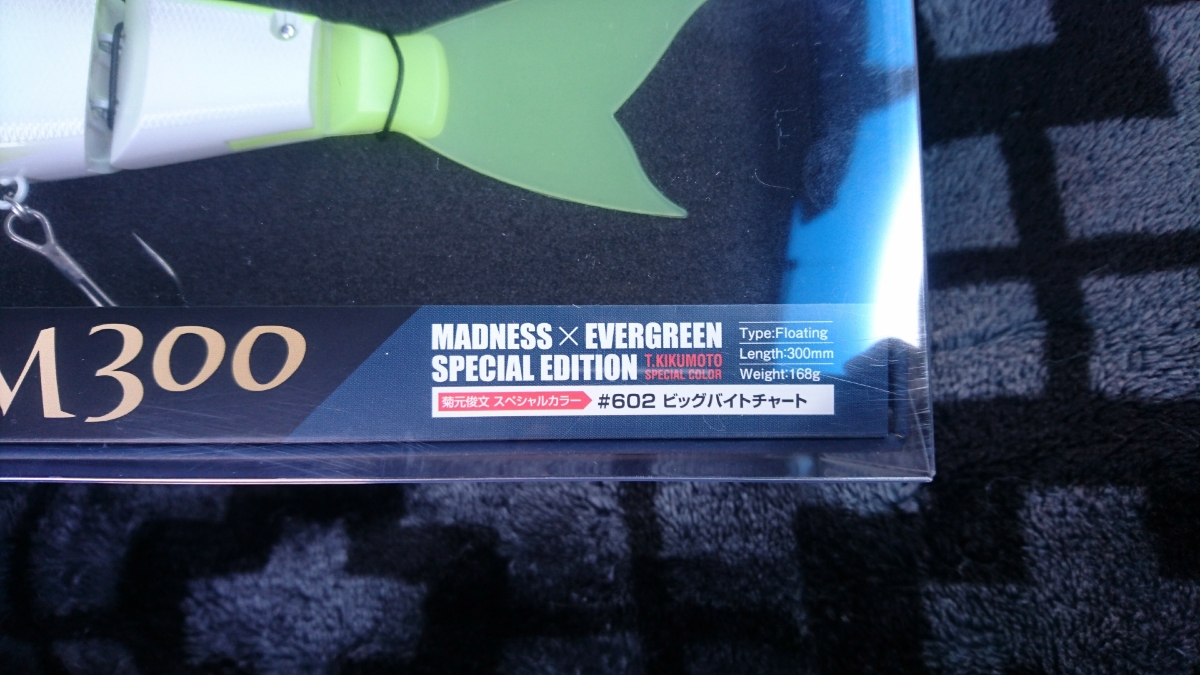 M300
MADNESS × EVERGREEN
SPECIAL EDITION T.KIKUMOTO SPECIAL COLOR
菊元俊文 スペシャルカラー #602 ビッグバイトチャート
Type:Floating
Length:300mm
Weight:168g